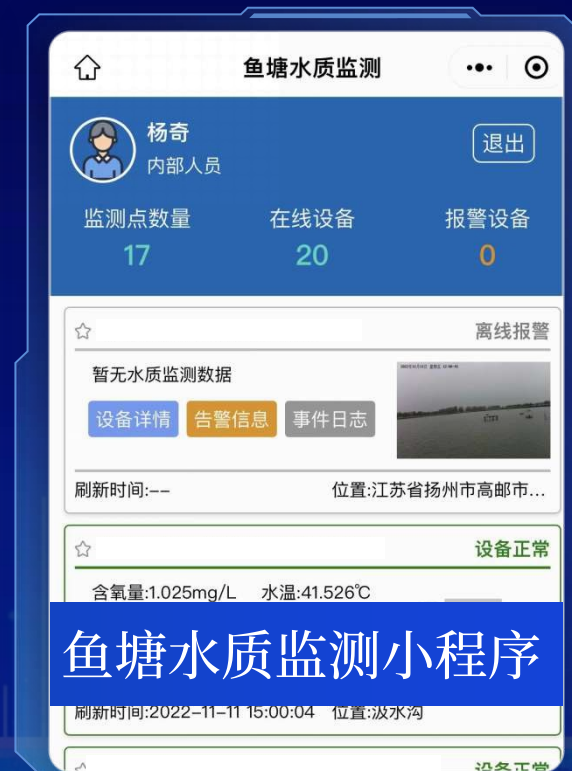 鱼塘水质监测
杨奇
内部人员
退出
监测点数量 在线设备 报警设备
17 20 0
离线报警
暂无水质监测数据
设备详情 告警信息 事件日志
刷新时间:-- 位置:江苏省扬州市高邮市...
设备正常
含氧量:1.025mg/L 水温:41.526℃
鱼塘水质监测小程序
刷新时间:2022-11-11 15:00:04 位置:汲水沟
设备正常